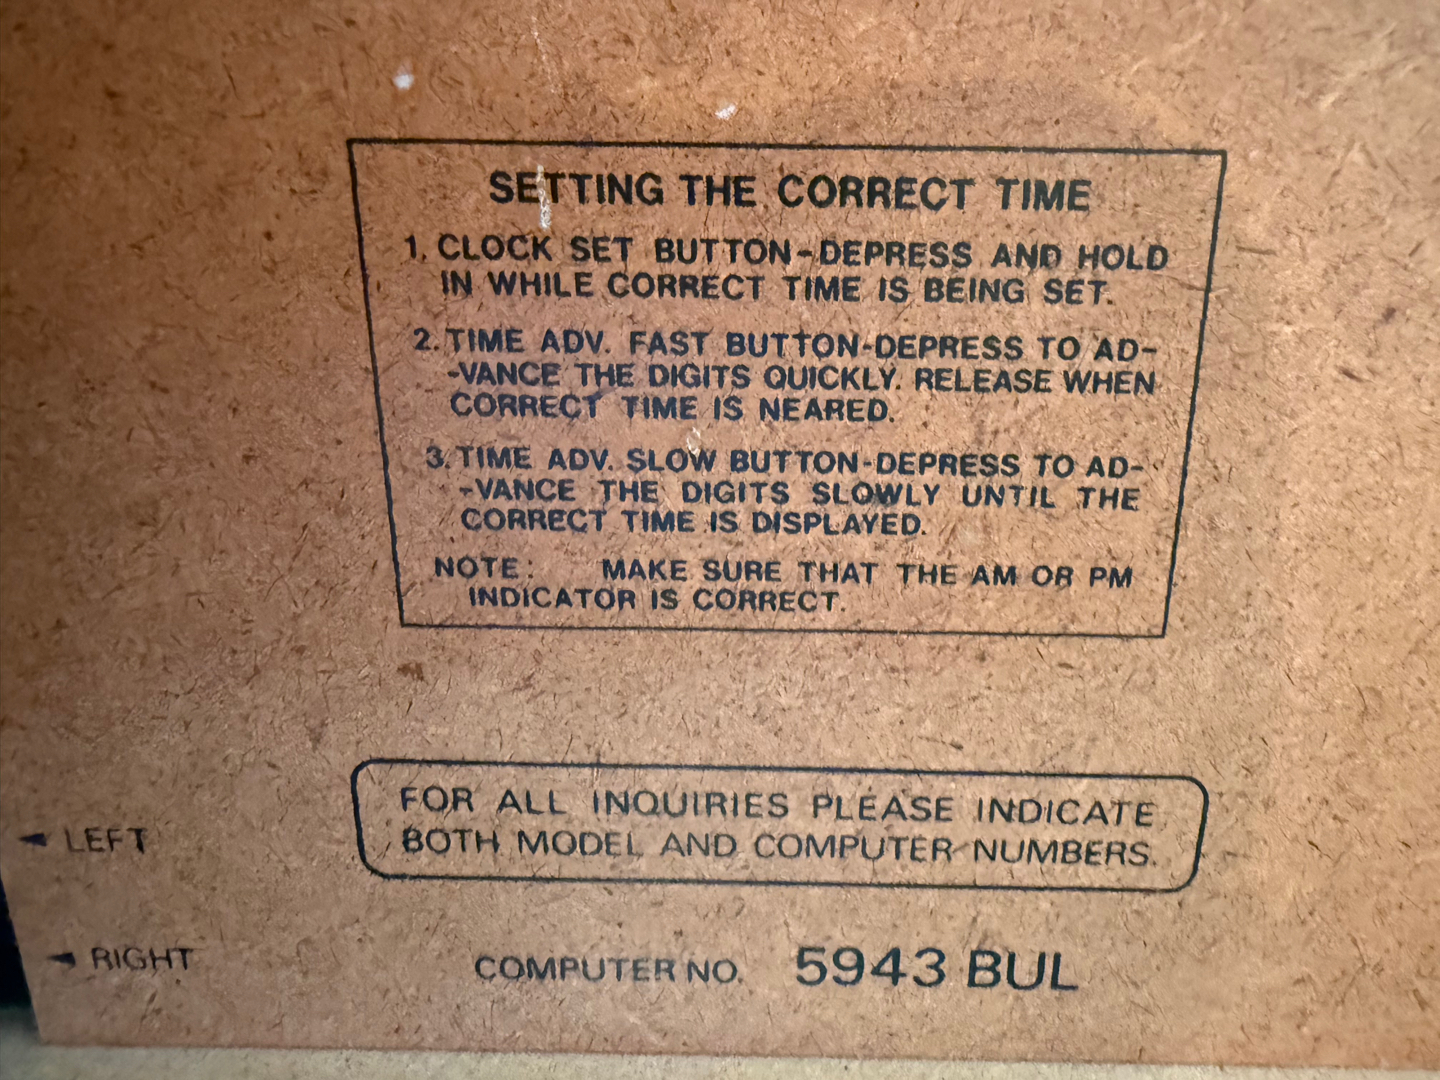 SETTING THE CORRECT TIME
1. CLOCK SET BUTTON-DEPRESS AND HOLD
IN WHILE CORRECT TIME IS BEING SET.
2. TIME ADV. FAST BUTTON-DEPRESS TO AD-
-VANCE THE DIGITS QUICKLY. RELEASE WHEN
CORRECT TIME IS NEARED.
3. TIME ADV. SLOW BUTTON-DEPRESS TO AD-
-VANCE THE DIGITS SLOWLY UNTIL THE
CORRECT TIME IS DISPLAYED.
NOTE: MAKE SURE THAT THE AM OR PM
INDICATOR IS CORRECT.
FOR ALL INQUIRIES PLEASE INDICATE
BOTH MODEL AND COMPUTER NUMBERS.
LEFT
RIGHT
COMPUTER NO. 5943 BUL